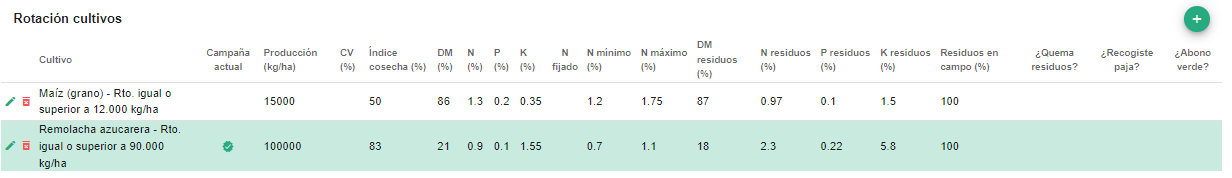 Rotación cultivos
Cultivo Campaña actual Producción (kg/ha) CV (%) Índice cosecha (%) DM (%) N (%) P (%) K (%) N fijado N mínimo (%) N máximo (%) DM residuos (%) N residuos (%) P residuos (%) K residuos (%) Residuos en campo (%) ¿Quema residuos? ¿Recogiste paja? ¿Abono verde?
Maíz (grano) - Rto. igual o superior a 12.000 kg/ha 15000 50 86 1.3 0.2 0.35 1.2 1.75 87 0.97 0.1 1.5 100
Remolacha azucarera - Rto. igual o superior a 90.000 kg/ha 100000 83 21 0.9 0.1 1.55 0.7 1.1 18 2.3 0.22 5.8 100